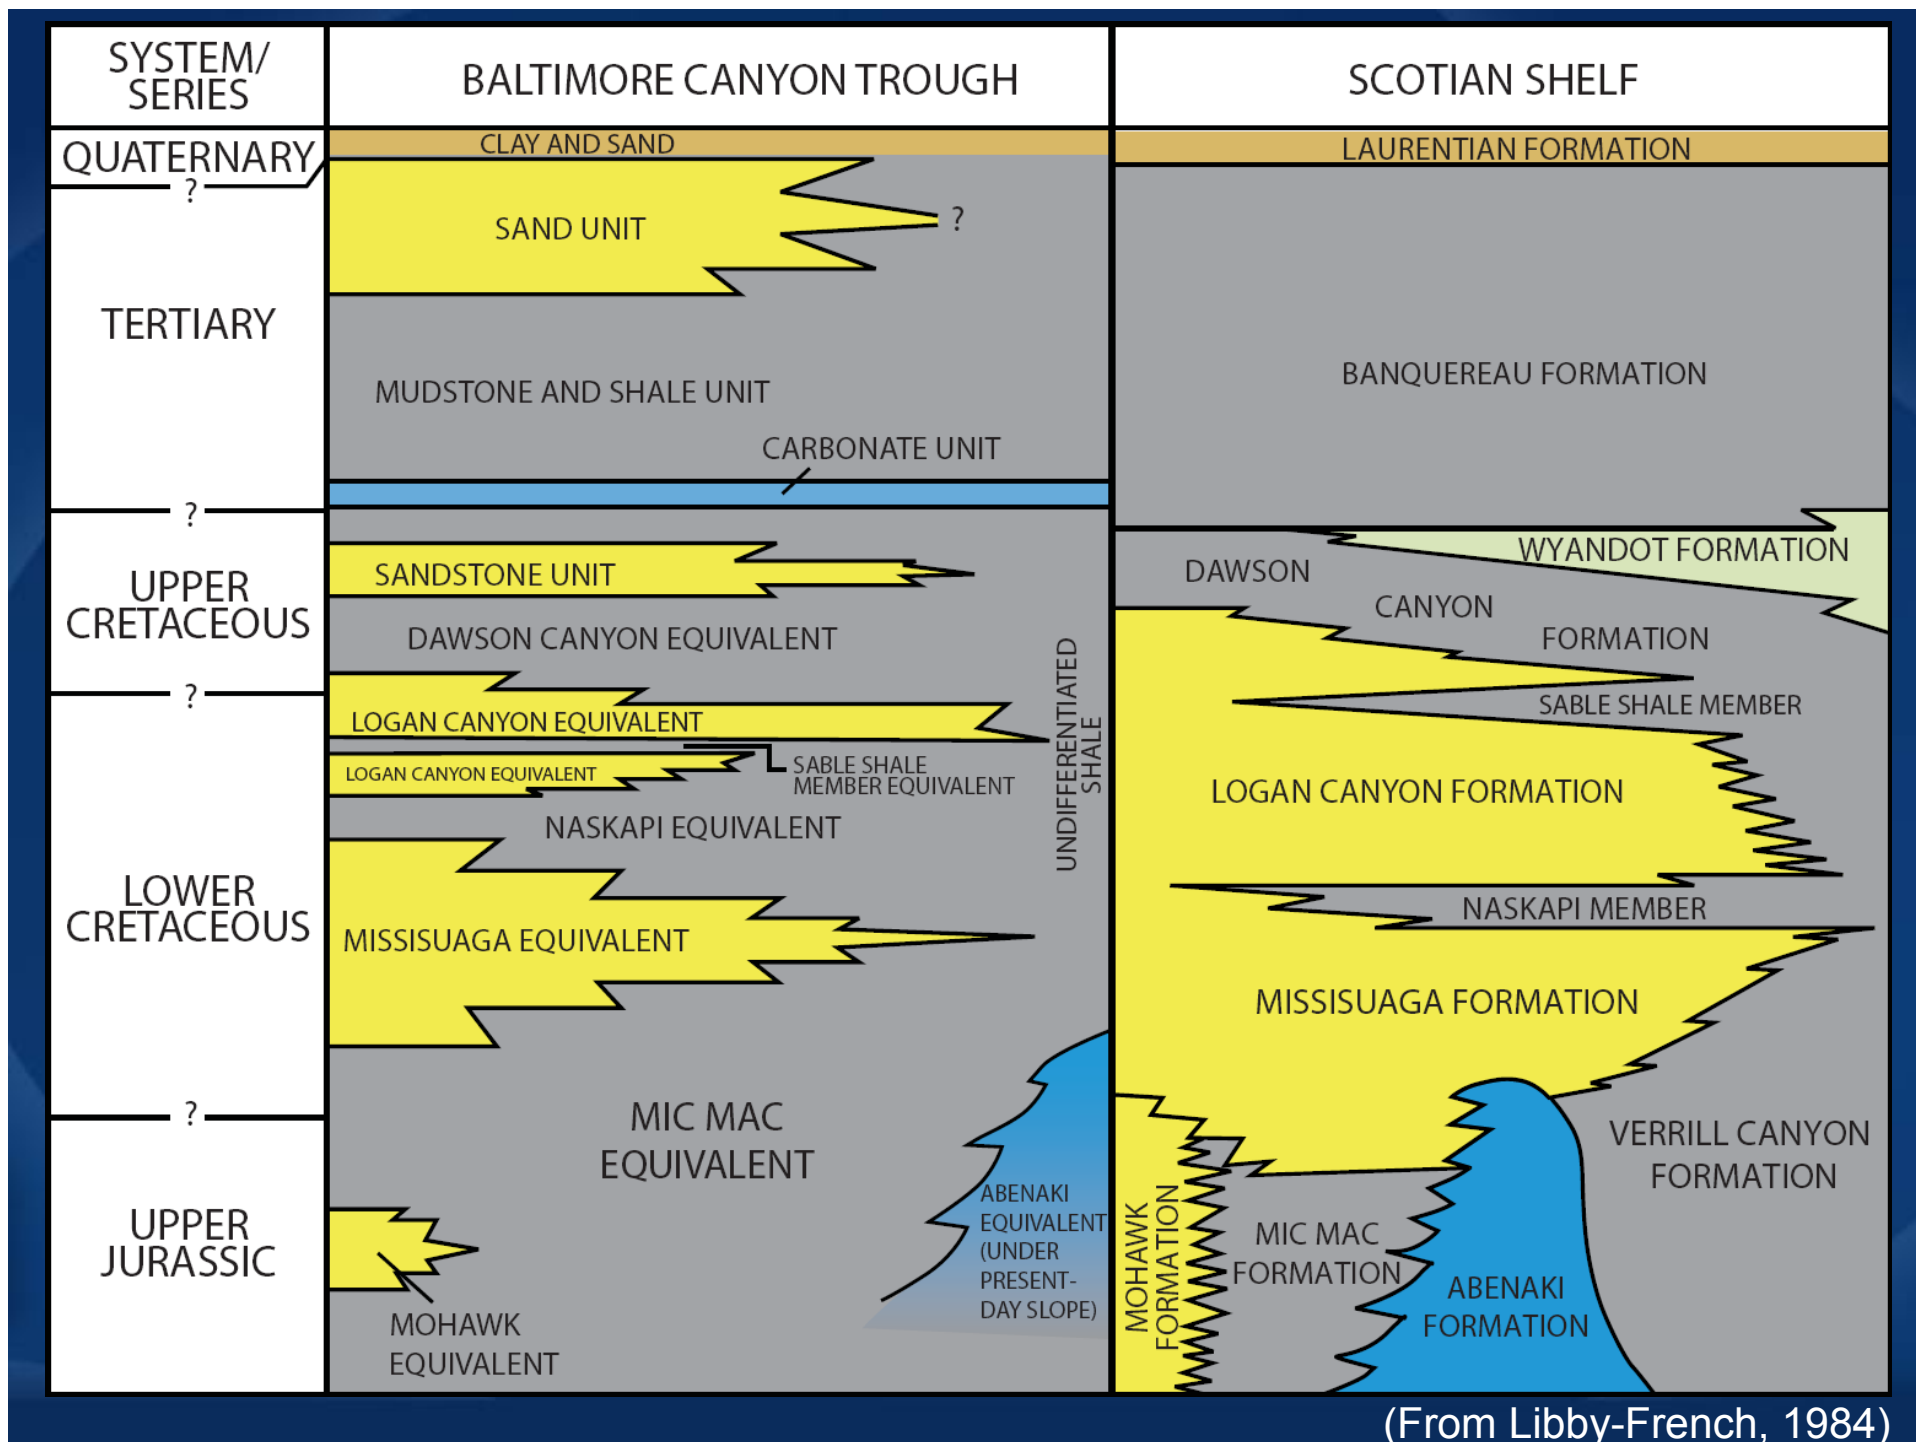 SYSTEM/
SERIES
BALTIMORE CANYON TROUGH
SCOTIAN SHELF
QUATERNARY
?
TERTIARY
?
UPPER
CRETACEOUS
?
LOWER
CRETACEOUS
?
UPPER
JURASSIC
CLAY AND SAND
SAND UNIT
?
MUDSTONE AND SHALE UNIT
CARBONATE UNIT
SANDSTONE UNIT
DAWSON CANYON EQUIVALENT
LOGAN CANYON EQUIVALENT
LOGAN CANYON EQUIVALENT
SABLE SHALE
MEMBER EQUIVALENT
UNDIFFERENTIATED
SHALE
NASKAPI EQUIVALENT
MISSISUAGA EQUIVALENT
MIC MAC
EQUIVALENT
ABENAKI
EQUIVALENT
(UNDER
PRESENT-
DAY SLOPE)
MOHAWK
EQUIVALENT
LAURENTIAN FORMATION
BANQUEREAU FORMATION
WYANDOT FORMATION
DAWSON
CANYON
FORMATION
SABLE SHALE MEMBER
LOGAN CANYON FORMATION
NASKAPI MEMBER
MISSISUAGA FORMATION
VERRILL CANYON
FORMATION
MOHAWK
FORMATION
MIC MAC
FORMATION
ABENAKI
FORMATION
(From Libby-French, 1984)